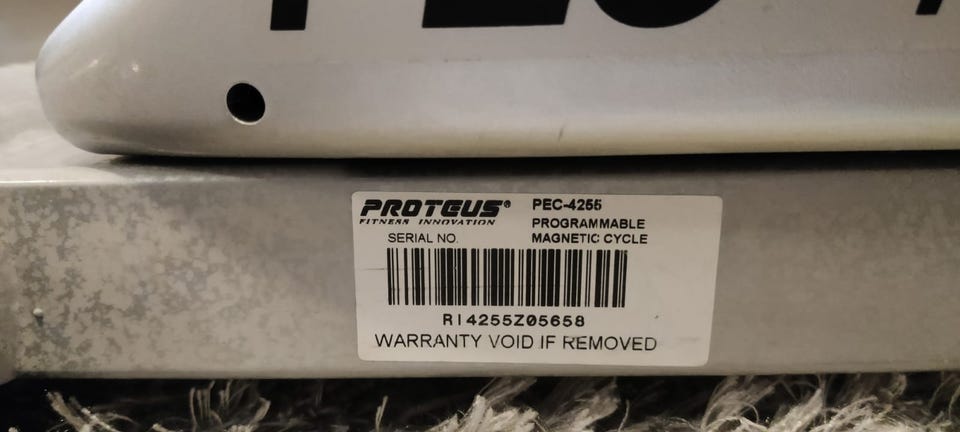 PROTEUS®
FITNESS INNOVATION
PEC-4255
PROGRAMMABLE
MAGNETIC CYCLE
SERIAL NO.
RI4255Z05658
WARRANTY VOID IF REMOVED